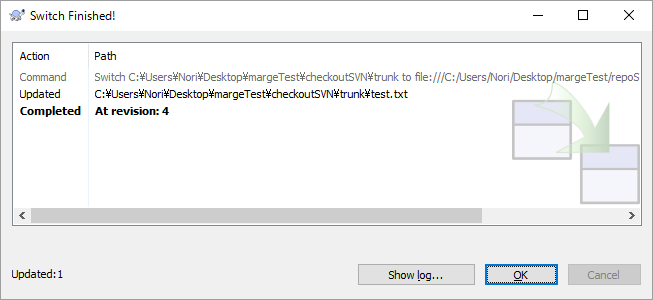 Switch Finished!
Action Path
Command Switch C:¥Users¥Nori¥Desktop¥margeTest¥checkoutSVN¥trunk to file:///C:/Users/Nori/Desktop/margeTest/repoS
Updated C:¥Users¥Nori¥Desktop¥margeTest¥checkoutSVN¥trunk¥test.txt
Completed At revision: 4
Updated:1 Show log... OK Cancel